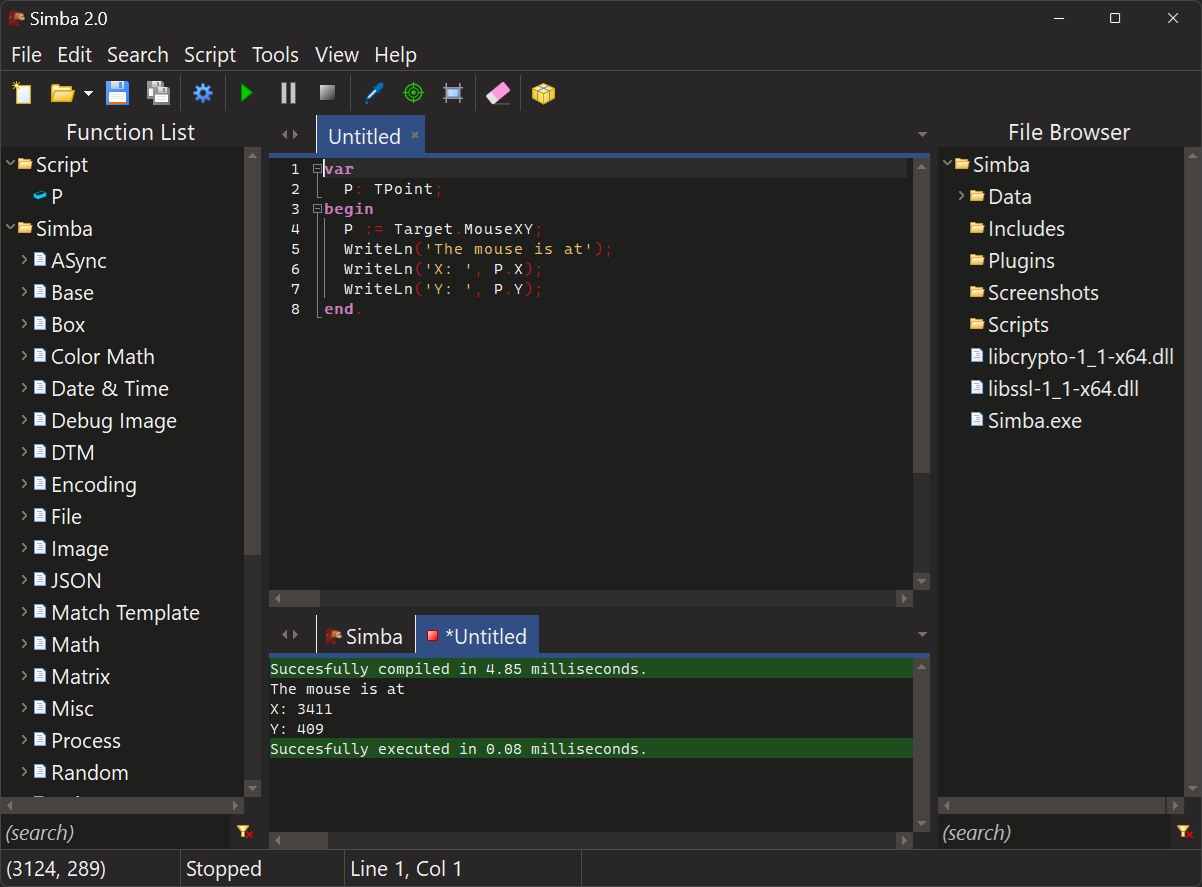 Simba 2.0
File Edit Search Script Tools View Help
Function List
Script
P
Simba
ASync
Base
Box
Color Math
Date & Time
Debug Image
DTM
Encoding
File
Image
JSON
Match Template
Math
Matrix
Misc
Process
Random
(search)
Untitled
1 var
2 P: TPoint;
3 begin
4 P := Target.MouseXY;
5 WriteLn('The mouse is at');
6 WriteLn('X: ', P.X);
7 WriteLn('Y: ', P.Y);
8 end.
Simba *Untitled
Succesfully compiled in 4.85 milliseconds.
The mouse is at
X: 3411
Y: 409
Succesfully executed in 0.08 milliseconds.
File Browser
Simba
Data
Includes
Plugins
Screenshots
Scripts
libcrypto-1_1-x64.dll
libssl-1_1-x64.dll
Simba.exe
(search)
(3124, 289) Stopped Line 1, Col 1